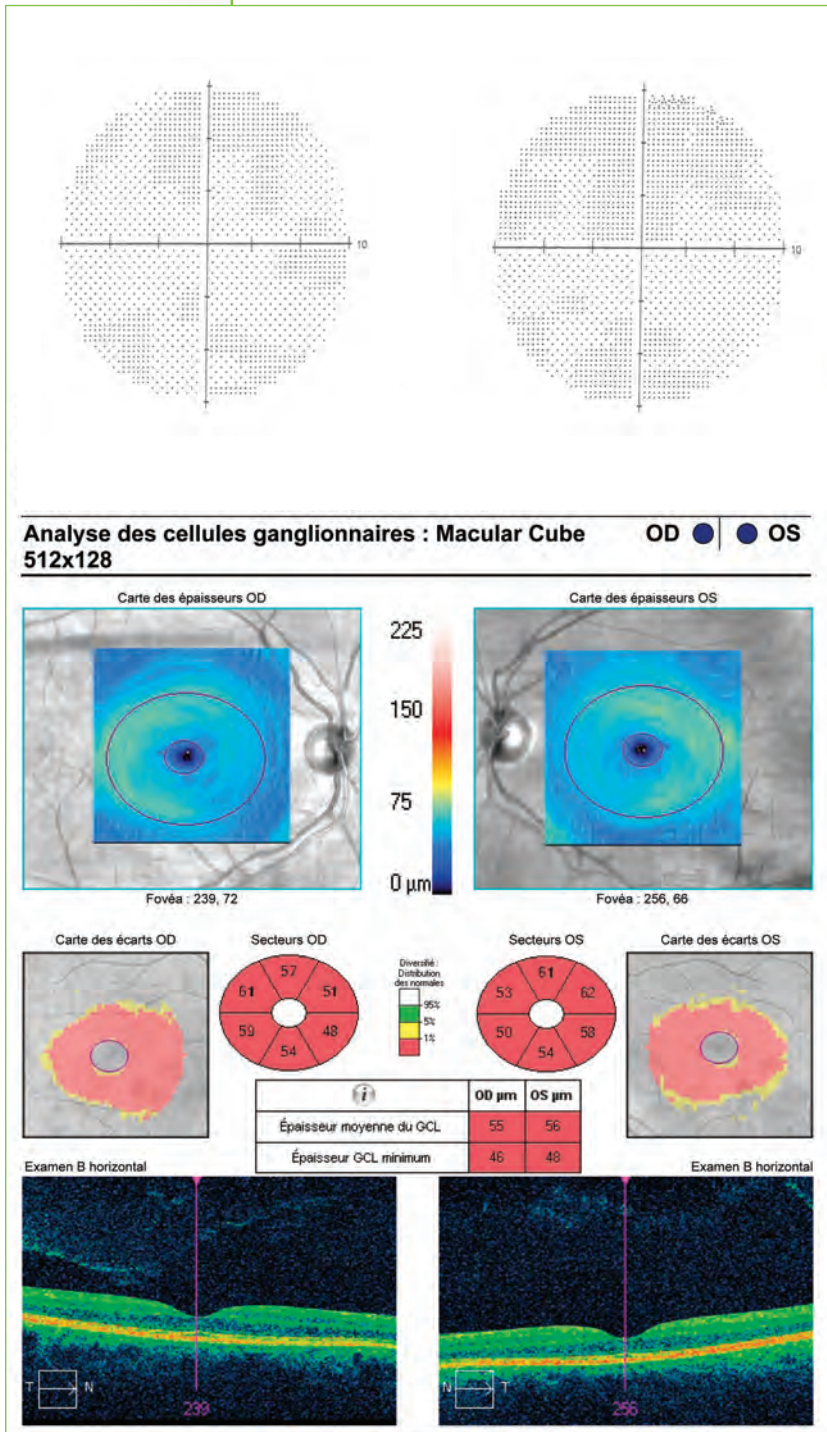 10
10
Analyse des cellules ganglionnaires : Macular Cube 512x128
OD OS
Carte des épaisseurs OD
Carte des épaisseurs OS
225
150
75
0 µm
Fovéa : 239, 72
Fovéa : 256, 66
Carte des écarts OD
Secteurs OD
Secteurs OS
Carte des écarts OS
57
61 51
59 48
54
Diversifié :
Distribution
des normales
95%
5%
1%
61
53 62
50 58
54
i OD µm OS µm
Épaisseur moyenne du GCL 55 56
Épaisseur GCL minimum 46 48
Examen B horizontal
Examen B horizontal
T N
239
N T
256